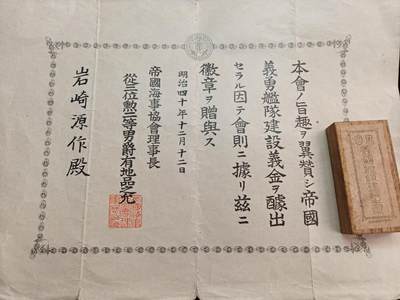 本會ノ旨趣ヲ翼賛シ帝國
義勇艦隊建設義金ヲ醵出
セラル因テ會則ニ據リ茲ニ
徽章ヲ贈與ス
明治四十年十二月十二日
帝國海事協會理事長
從三位勲一等男爵有地品之允
岩崎源作殿